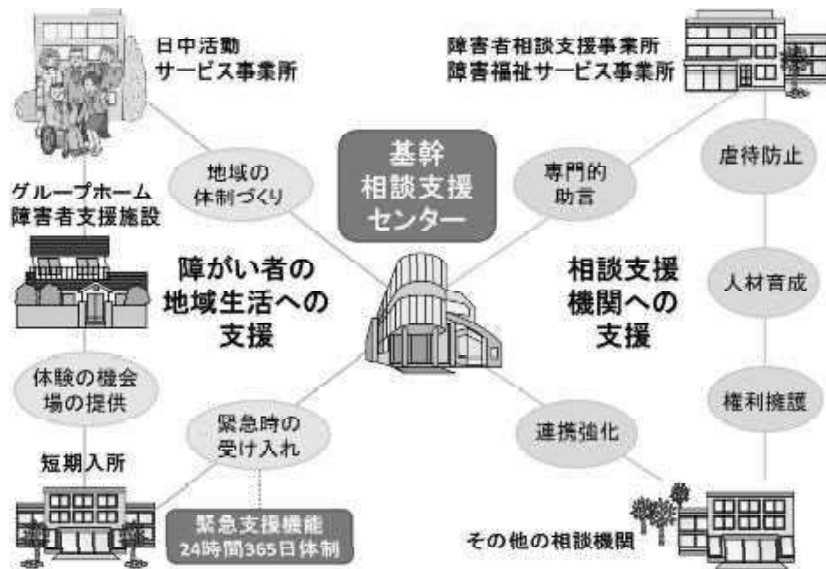 日中活動
サービス事業所
障害者相談支援事業所
障害福祉サービス事業所
基幹
相談支援
センター
地域の
体制づくり
専門的
助言
虐待防止
グループホーム
障害者支援施設
障がい者の
地域生活への
支援
相談支援
機関への
支援
人材育成
体験の機会
場の提供
緊急時の
受け入れ
連携強化
権利擁護
短期入所
緊急支援機能
24時間365日体制
その他の相談機関